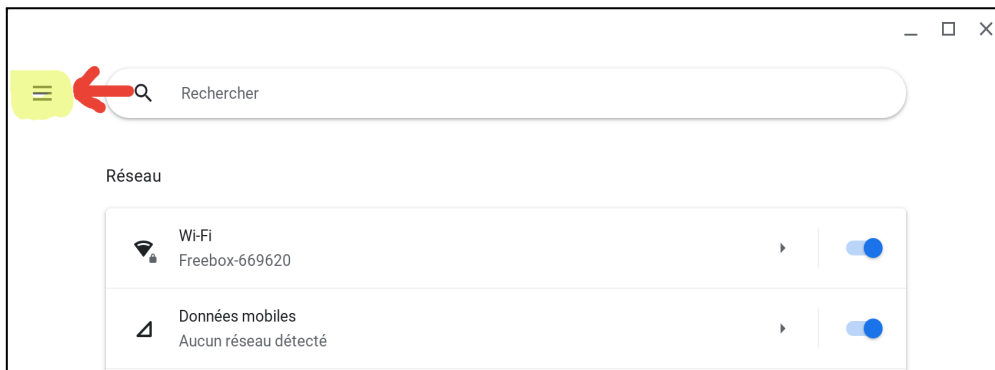 Rechercher
Réseau
Wi-Fi
Freebox-669620
Données mobiles
Aucun réseau détecté